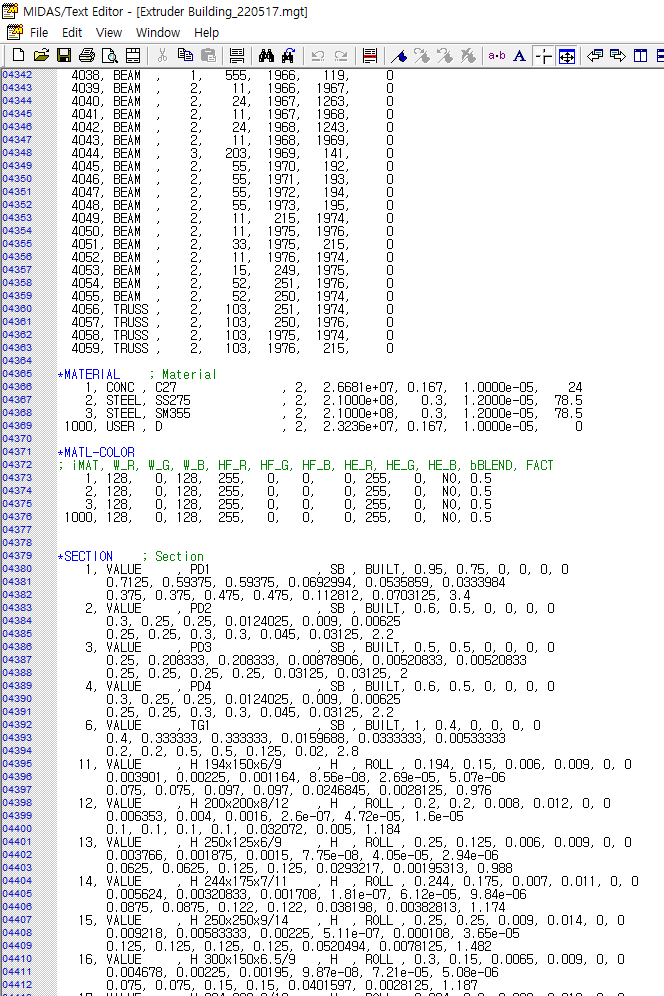 MIDAS/Text Editor - [Extruder Building_220517.mgt]
File Edit View Window Help
04342 4038, BEAM , 1, 555, 1966, 119, 0
04343 4039, BEAM , 2, 11, 1966, 1967, 0
04344 4040, BEAM , 2, 24, 1967, 1263, 0
04345 4041, BEAM , 2, 11, 1967, 1968, 0
04346 4042, BEAM , 2, 24, 1968, 1243, 0
04347 4043, BEAM , 2, 11, 1968, 1969, 0
04348 4044, BEAM , 3, 203, 1969, 141, 0
04349 4045, BEAM , 2, 55, 1970, 192, 0
04350 4046, BEAM , 2, 55, 1971, 193, 0
04351 4047, BEAM , 2, 55, 1972, 194, 0
04352 4048, BEAM , 2, 55, 1973, 195, 0
04353 4049, BEAM , 2, 11, 215, 1974, 0
04354 4050, BEAM , 2, 11, 1975, 1976, 0
04355 4051, BEAM , 2, 33, 1975, 215, 0
04356 4052, BEAM , 2, 11, 1976, 1974, 0
04357 4053, BEAM , 2, 15, 249, 1975, 0
04358 4054, BEAM , 2, 52, 251, 1976, 0
04359 4055, BEAM , 2, 52, 250, 1974, 0
04360 4056, TRUSS , 2, 103, 251, 1974, 0
04361 4057, TRUSS , 2, 103, 250, 1976, 0
04362 4058, TRUSS , 2, 103, 1975, 1974, 0
04363 4059, TRUSS , 2, 103, 1976, 215, 0
04364
04365 *MATERIAL ; Material
04366 1, CONC , C27 , 2, 2.6681e+07, 0.167, 1.0000e-05, 24
04367 2, STEEL, SS275 , 2, 2.1000e+08, 0.3, 1.2000e-05, 78.5
04368 3, STEEL, SM355 , 2, 2.1000e+08, 0.3, 1.2000e-05, 78.5
04369 1000, USER , D , 2, 2.3236e+07, 0.167, 1.0000e-05, 0
04370
04371 *MATL-COLOR
04372 ; iMAT, W_R, W_G, W_B, HF_R, HF_G, HF_B, HE_R, HE_G, HE_B, bBLEND, FACT
04373 1, 128, 0, 128, 255, 0, 0, 0, 255, 0, NO, 0.5
04374 2, 128, 0, 128, 255, 0, 0, 0, 255, 0, NO, 0.5
04375 3, 128, 0, 128, 255, 0, 0, 0, 255, 0, NO, 0.5
04376 1000, 128, 0, 128, 255, 0, 0, 0, 255, 0, NO, 0.5
04377
04378
04379 *SECTION ; Section
04380 1, VALUE , PD1 , SB , BUILT, 0.95, 0.75, 0, 0, 0, 0
04381 0.7125, 0.59375, 0.59375, 0.0692994, 0.0535859, 0.0333984
04382 0.375, 0.375, 0.475, 0.475, 0.112812, 0.0703125, 3.4
04383 2, VALUE , PD2 , SB , BUILT, 0.6, 0.5, 0, 0, 0, 0
04384 0.3, 0.25, 0.25, 0.0124025, 0.009, 0.00625
04385 0.25, 0.25, 0.3, 0.3, 0.045, 0.03125, 2.2
04386 3, VALUE , PD3 , SB , BUILT, 0.5, 0.5, 0, 0, 0, 0
04387 0.25, 0.208333, 0.208333, 0.00878906, 0.00520833, 0.00520833
04388 0.25, 0.25, 0.25, 0.25, 0.03125, 0.03125, 2
04389 4, VALUE , PD4 , SB , BUILT, 0.6, 0.5, 0, 0, 0, 0
04390 0.3, 0.25, 0.25, 0.0124025, 0.009, 0.00625
04391 0.25, 0.25, 0.3, 0.3, 0.045, 0.03125, 2.2
04392 6, VALUE , TG1 , SB , BUILT, 1, 0.4, 0, 0, 0, 0
04393 0.4, 0.333333, 0.333333, 0.0159688, 0.0333333, 0.00533333
04394 0.2, 0.2, 0.5, 0.5, 0.125, 0.02, 2.8
04395 11, VALUE , H 194x150x6/9 , H , ROLL , 0.194, 0.15, 0.006, 0.009, 0, 0
04396 0.003901, 0.00225, 0.001164, 8.56e-08, 2.69e-05, 5.07e-06
04397 0.075, 0.075, 0.097, 0.097, 0.0246845, 0.0028125, 0.976
04398 12, VALUE , H 200x200x8/12 , H , ROLL , 0.2, 0.2, 0.008, 0.012, 0, 0
04399 0.006353, 0.004, 0.0016, 2.6e-07, 4.72e-05, 1.6e-05
04400 0.1, 0.1, 0.1, 0.1, 0.032072, 0.005, 1.184
04401 13, VALUE , H 250x125x6/9 , H , ROLL , 0.25, 0.125, 0.006, 0.009, 0, 0
04402 0.003766, 0.001875, 0.0015, 7.75e-08, 4.05e-05, 2.94e-06
04403 0.0625, 0.0625, 0.125, 0.125, 0.0293217, 0.00195313, 0.988
04404 14, VALUE , H 244x175x7/11 , H , ROLL , 0.244, 0.175, 0.007, 0.011, 0, 0
04405 0.005624, 0.00320833, 0.001708, 1.81e-07, 6.12e-05, 9.84e-06
04406 0.0875, 0.0875, 0.122, 0.122, 0.038198, 0.00382813, 1.174
04407 15, VALUE , H 250x250x9/14 , H , ROLL , 0.25, 0.25, 0.009, 0.014, 0, 0
04408 0.009218, 0.00583333, 0.00225, 5.11e-07, 0.000108, 3.65e-05
04409 0.125, 0.125, 0.125, 0.125, 0.0520494, 0.0078125, 1.482
04410 16, VALUE , H 300x150x6.5/9 , H , ROLL , 0.3, 0.15, 0.0065, 0.009, 0, 0
04411 0.004678, 0.00225, 0.00195, 9.87e-08, 7.21e-05, 5.08e-06
04412 0.075, 0.075, 0.15, 0.15, 0.0401597, 0.0028125, 1.187